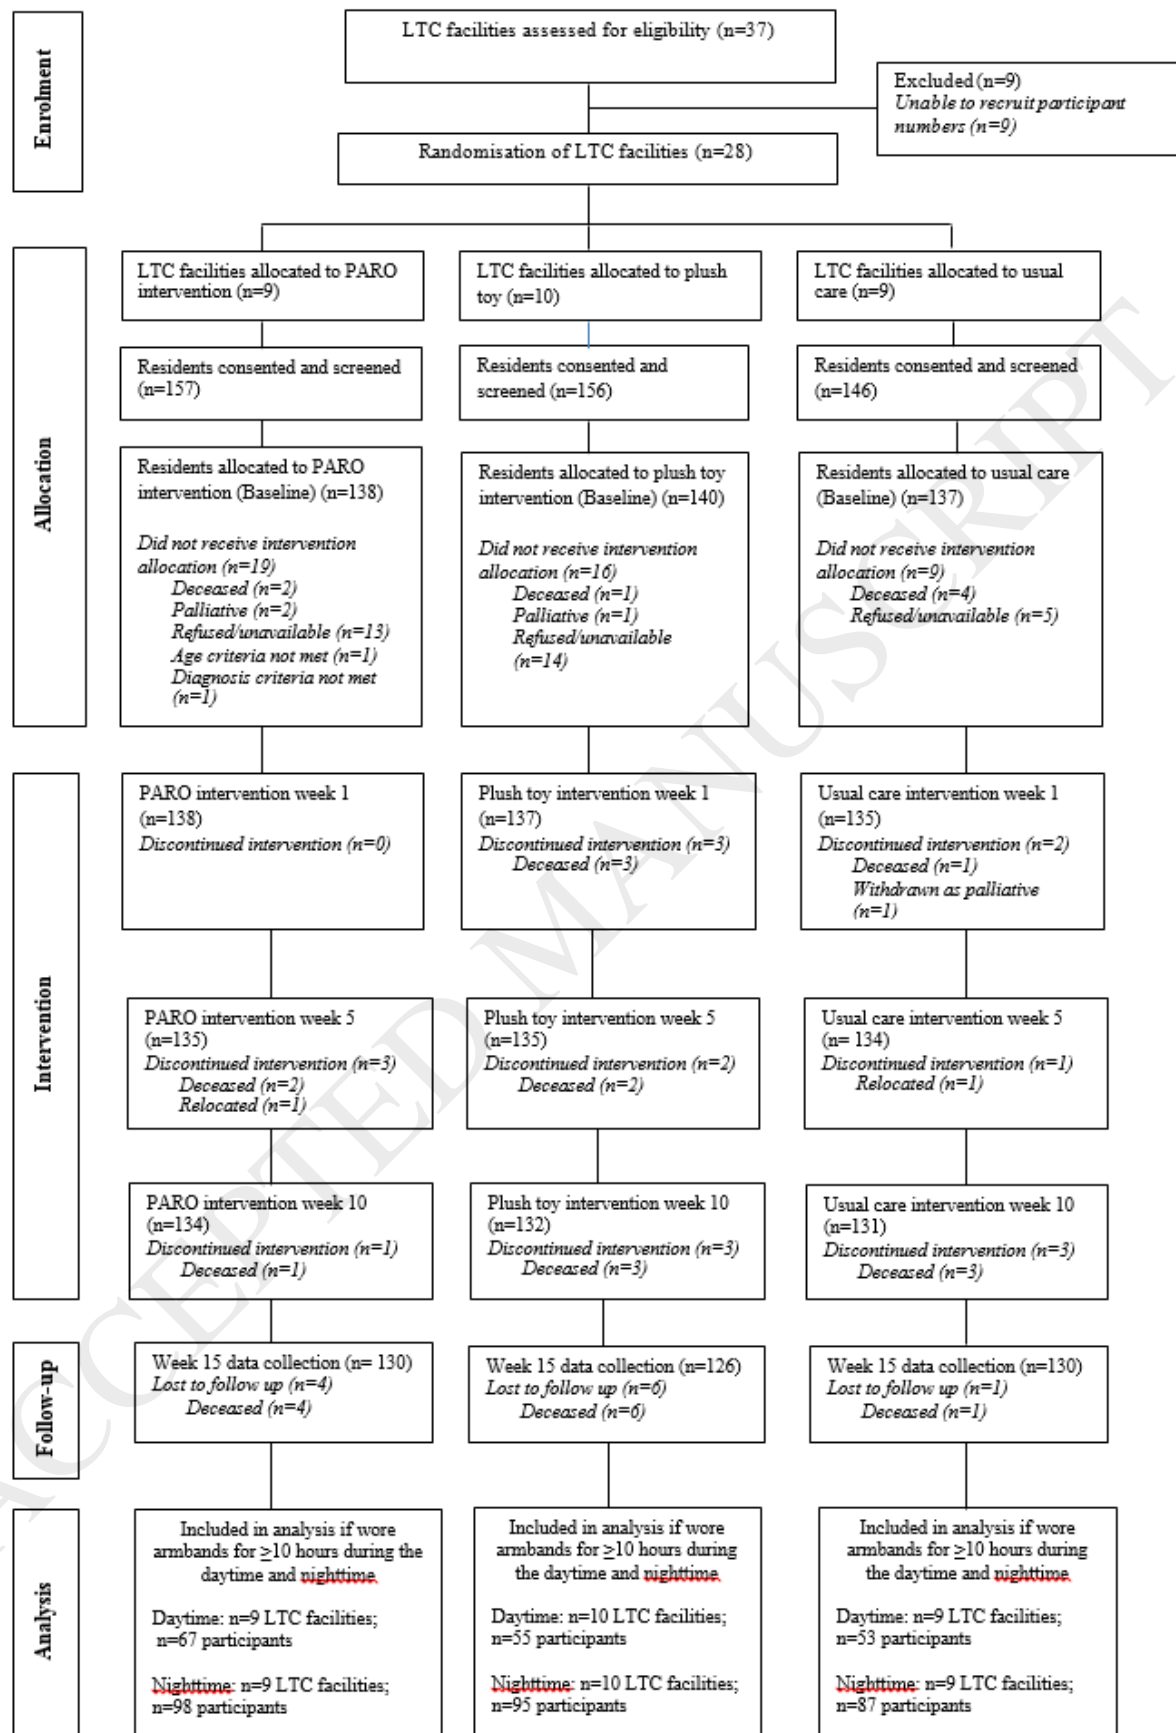 Enrolment
LTC facilities assessed for eligibility (n=37)
Excluded (n=9)
Unable to recruit participant
numbers (n=9)
Randomisation of LTC facilities (n=28)
Allocation
LTC facilities allocated to PARO
intervention (n=9)
LTC facilities allocated to plush
toy (n=10)
LTC facilities allocated to usual
care (n=9)
Residents consented and screened
(n=157)
Residents consented and
screened (n=156)
Residents consented and screened
(n=146)
Residents allocated to PARO
intervention (Baseline) (n=138)
Did not receive intervention
allocation (n=19)
Deceased (n=2)
Palliative (n=2)
Refused/unavailable (n=13)
Age criteria not met (n=1)
Diagnosis criteria not met
(n=1)
Residents allocated to plush toy
intervention (Baseline) (n=140)
Did not receive intervention
allocation (n=16)
Deceased (n=1)
Palliative (n=1)
Refused/unavailable
(n=14)
Residents allocated to usual care
(Baseline) (n=137)
Did not receive intervention
allocation (n=9)
Deceased (n=4)
Refused/unavailable (n=5)
Intervention
PARO intervention week 1
(n=138)
Discontinued intervention (n=0)
Plush toy intervention week 1
(n=137)
Discontinued intervention (n=3)
Deceased (n=3)
Usual care intervention week 1
(n=135)
Discontinued intervention (n=2)
Deceased (n=1)
Withdrawn as palliative
(n=1)
PARO intervention week 5
(n=135)
Discontinued intervention (n=3)
Deceased (n=2)
Relocated (n=1)
Plush toy intervention week 5
(n=135)
Discontinued intervention (n=2)
Deceased (n=2)
Usual care intervention week 5
(n= 134)
Discontinued intervention (n=1)
Relocated (n=1)
PARO intervention week 10
(n=134)
Discontinued intervention (n=1)
Deceased (n=1)
Plush toy intervention week 10
(n=132)
Discontinued intervention (n=3)
Deceased (n=3)
Usual care intervention week 10
(n=131)
Discontinued intervention (n=3)
Deceased (n=3)
Follow-up
Week 15 data collection (n= 130)
Lost to follow up (n=4)
Deceased (n=4)
Week 15 data collection (n=126)
Lost to follow up (n=6)
Deceased (n=6)
Week 15 data collection (n=130)
Lost to follow up (n=1)
Deceased (n=1)
Analysis
Included in analysis if wore
armbands for ≥10 hours during the
daytime and nighttime
Daytime: n=9 LTC facilities;
n=67 participants
Nighttime: n=9 LTC facilities;
n=98 participants
Included in analysis if wore
armbands for ≥10 hours during
the daytime and nighttime
Daytime: n=10 LTC facilities;
n=55 participants
Nighttime: n=10 LTC facilities;
n=95 participants
Included in analysis if wore
armbands for ≥10 hours during
the daytime and nighttime
Daytime: n=9 LTC facilities;
n=53 participants
Nighttime: n=9 LTC facilities;
n=87 participants
ACCEPTED MANUSCRIPT